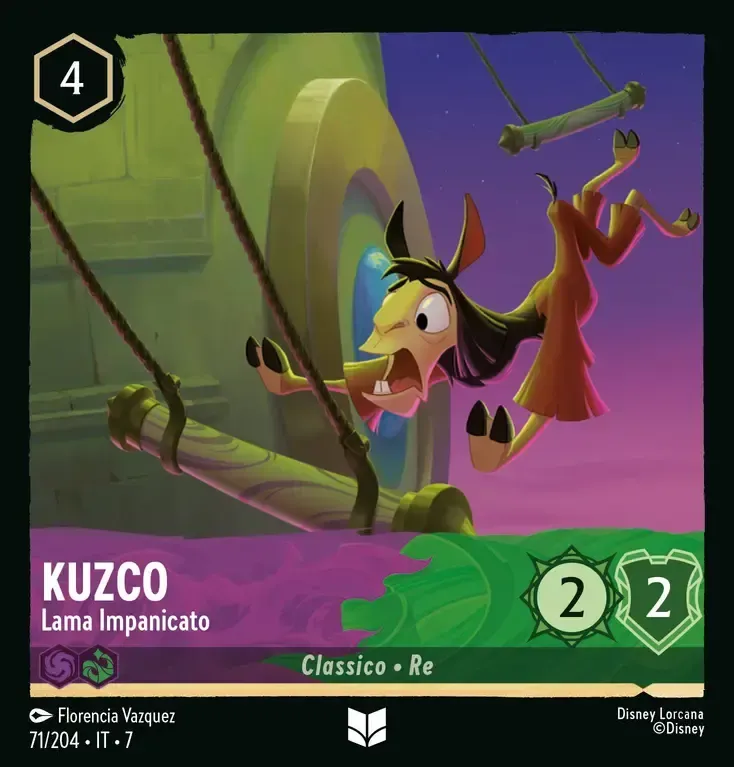 4
KUZCO
Lama Impanicato
2
2
Classico • Re
Florencia Vazquez
71/204 • IT • 7
Disney Lorcana
©Disney